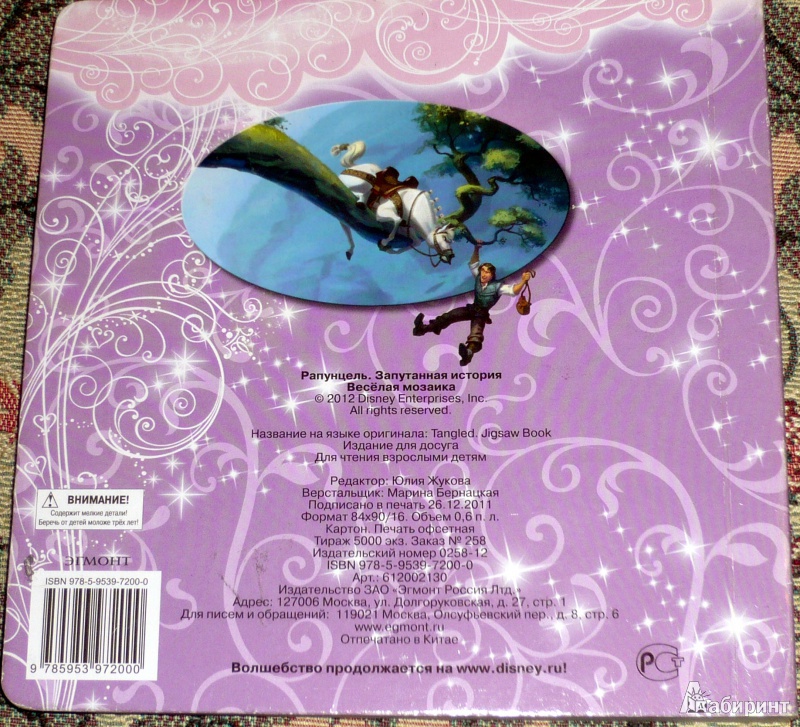 Рапунцель. Запутанная история
Весёлая мозаика
© 2012 Disney Enterprises, Inc.
All rights reserved.
Название на языке оригинала: Tangled. Jigsaw Book
Издание для досуга
Для чтения взрослыми детям
Редактор: Юлия Жукова
Верстальщик: Марина Бернацкая
Подписано в печать 26.12.2011
Формат 84х90/16. Объем 0,6 п. л.
Картон. Печать офсетная
Тираж 5000 экз. Заказ № 258
Издательский номер 0258-12
ISBN 978-5-9539-7200-0
Арт.: 612002130
Издательство ЗАО «Эгмонт Россия Лтд.»
Адрес: 127006 Москва, ул. Долгоруковская, д. 27, стр. 1
Для писем и обращений: 119021 Москва, Олсуфьевский пер., д. 8, стр. 6
www.egmont.ru
Отпечатано в Китае
Волшебство продолжается на www.disney.ru!
ВНИМАНИЕ!
Содержит мелкие детали!
Беречь от детей моложе трёх лет!
ЭГМОНТ
ISBN 978-5-9539-7200-0
9 785953 972000
РСТ
Лабиринт